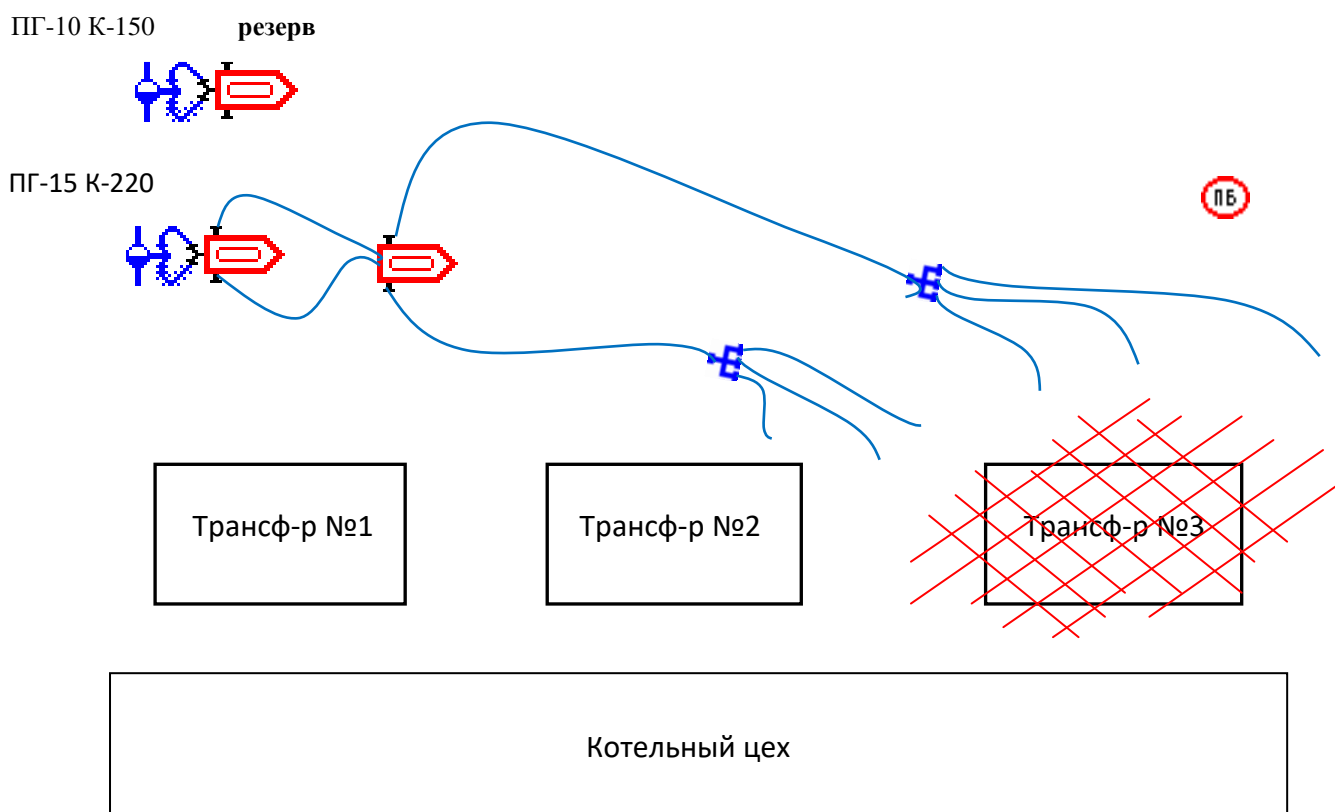 ПГ-10 К-150 резерв
ПГ-15 К-220
ПБ
Трансф-р №1
Трансф-р №2
Трансф-р №3
Котельный цех